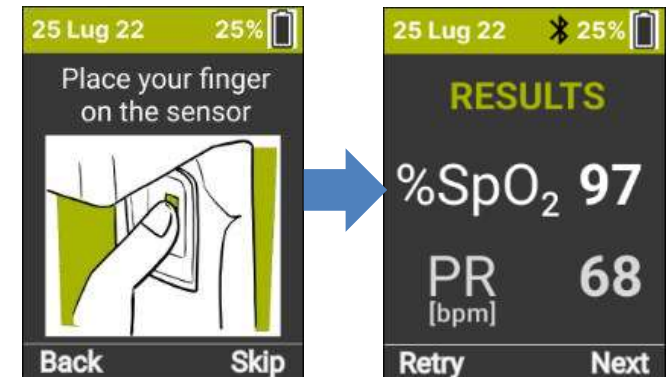 25 Lug 22 25%
Place your finger
on the sensor
Back Skip
25 Lug 22 25%
RESULTS
%SpO₂ 97
PR 68
[bpm]
Retry Next